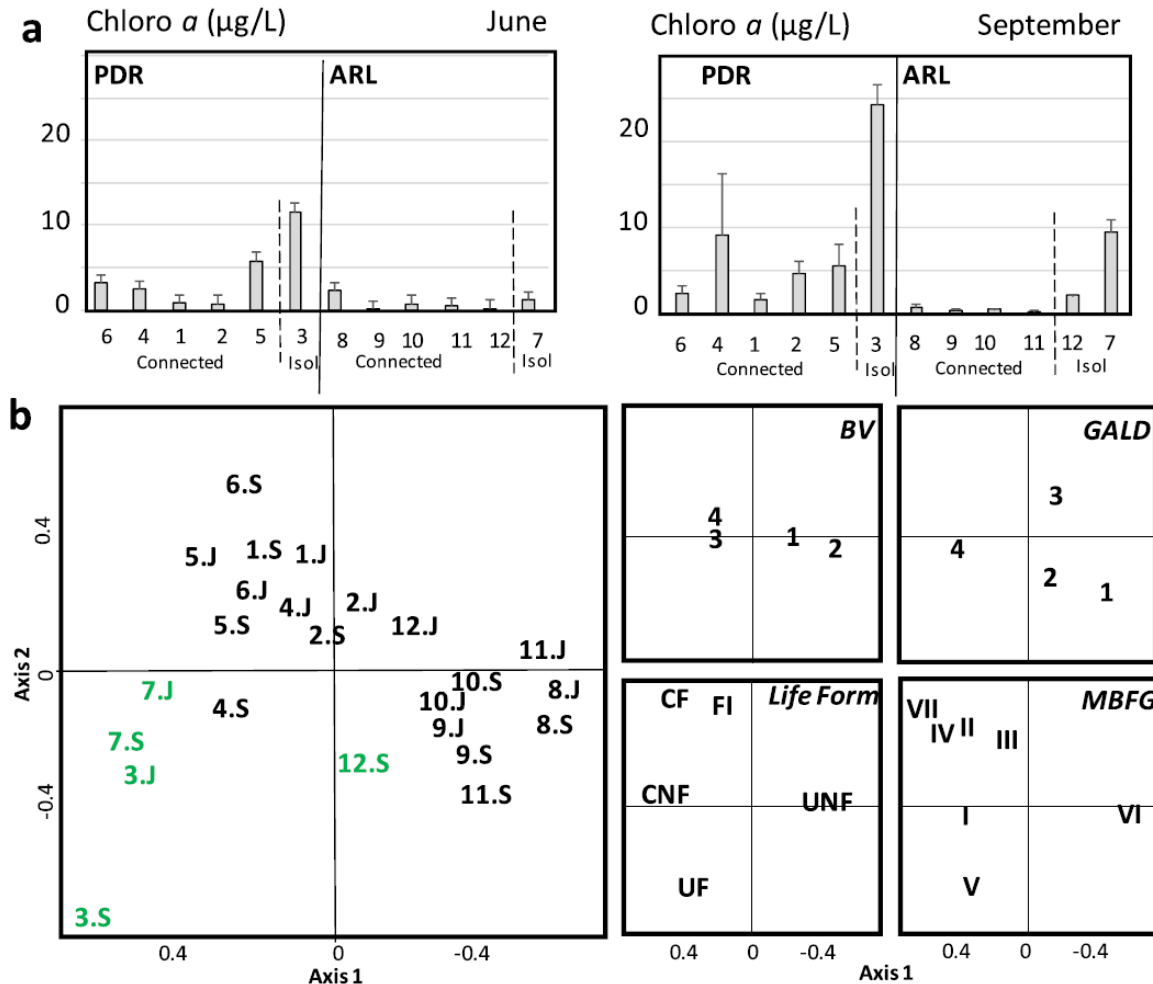 a
Chloro a (µg/L) June
PDR ARL
20
10
0
6 4 1 2 5 3 8 9 10 11 12 7
Connected Isol Connected Isol
Chloro a (µg/L) September
PDR ARL
20
10
0
6 4 1 2 5 3 8 9 10 11 12 7
Connected Isol Connected Isol
b
6.S
5.J 1.S 1.J
6.J 4.J 2.J
5.S 2.S 12.J
11.J
7.J 4.S 10.S 8.J
10.J
7.S 9.J 8.S
3.J 12.S 9.S
11.S
3.S
Axis 2
0.4
0
-0.4
0.4 0 -0.4
Axis 1
BV
4
3 1 2
GALD
3
4
2 1
Life Form
CF FI
CNF UNF
UF
MBFG
VII
IV II III
I VI
V
0.4 0 -0.4 0.4 0 -0.4
Axis 1